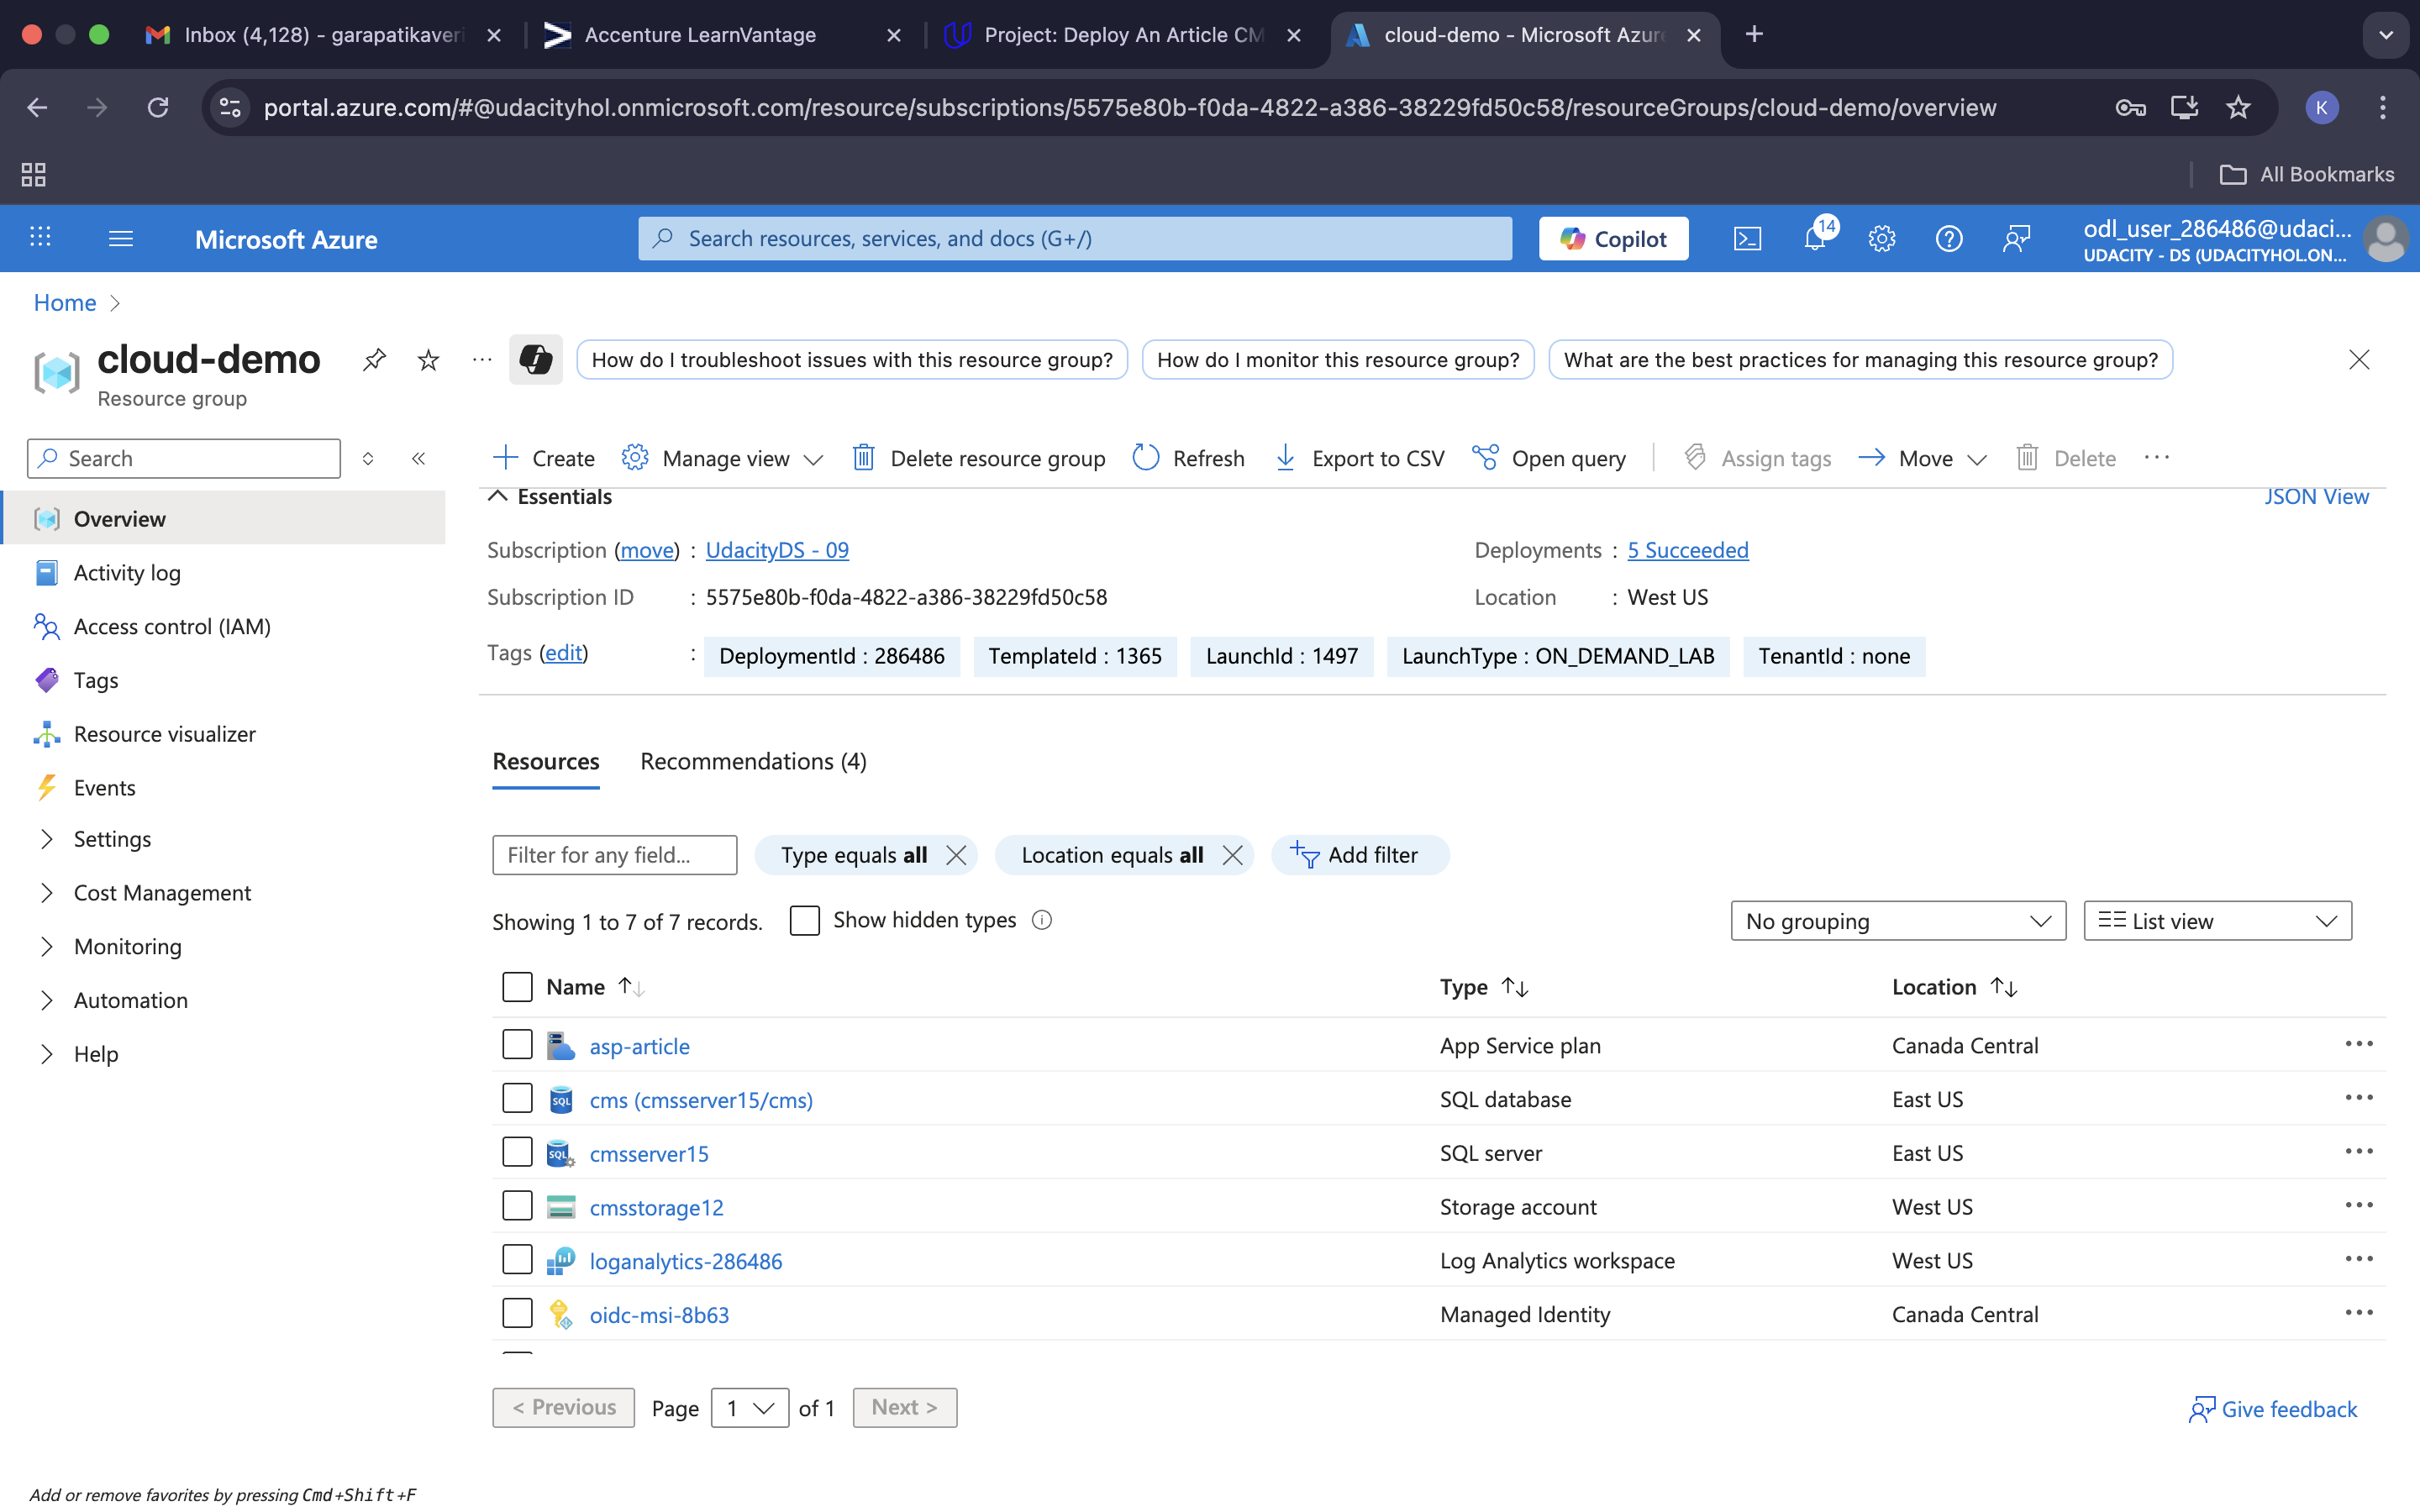 Inbox (4,128) - garapatikaveri
Accenture LearnVantage
Project: Deploy An Article CM
cloud-demo - Microsoft Azur
portal.azure.com/#@udacityhol.onmicrosoft.com/resource/subscriptions/5575e80b-f0da-4822-a386-38229fd50c58/resourceGroups/cloud-demo/overview
K
All Bookmarks
Microsoft Azure
Search resources, services, and docs (G+/)
Copilot
14
odl_user_286486@udaci...
UDACITY - DS (UDACITYHOL.ON...
Home
cloud-demo
Resource group
How do I troubleshoot issues with this resource group?
How do I monitor this resource group?
What are the best practices for managing this resource group?
Search
Create
Manage view
Delete resource group
Refresh
Export to CSV
Open query
Assign tags
Move
Delete
Overview
Activity log
Access control (IAM)
Tags
Resource visualizer
Events
Settings
Cost Management
Monitoring
Automation
Help
Essentials
JSON View
Subscription (move) : UdacityDS - 09
Deployments : 5 Succeeded
Subscription ID : 5575e80b-f0da-4822-a386-38229fd50c58
Location : West US
Tags (edit) : DeploymentId : 286486 TemplateId : 1365 LaunchId : 1497 LaunchType : ON_DEMAND_LAB TenantId : none
Resources
Recommendations (4)
Filter for any field...
Type equals all
Location equals all
Add filter
Showing 1 to 7 of 7 records.
Show hidden types
No grouping
List view
Name Type Location
asp-article App Service plan Canada Central
cms (cmsserver15/cms) SQL database East US
cmsserver15 SQL server East US
cmsstorage12 Storage account West US
loganalytics-286486 Log Analytics workspace West US
oidc-msi-8b63 Managed Identity Canada Central
< Previous Page 1 of 1 Next >
Give feedback
Add or remove favorites by pressing Cmd+Shift+F